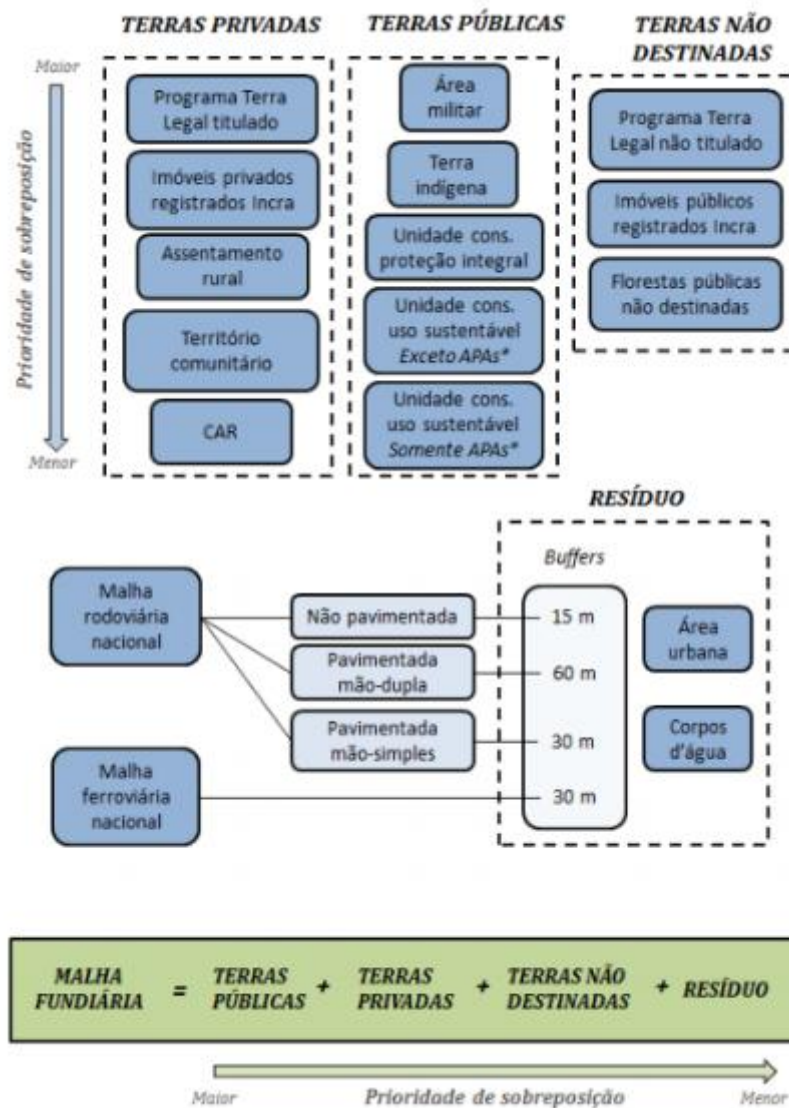 TERRAS PRIVADAS
TERRAS PÚBLICAS
TERRAS NÃO
DESTINADAS
Maior
Prioridade de sobreposição
Menor
Programa Terra
Legal titulado
Imóveis privados
registrados Incra
Assentamento
rural
Território
comunitário
CAR
Área
militar
Terra
indígena
Unidade cons.
proteção integral
Unidade cons.
uso sustentável
Exceto APAs*
Unidade cons.
uso sustentável
Somente APAs*
Programa Terra
Legal não titulado
Imóveis públicos
registrados Incra
Florestas públicas
não destinadas
RESÍDUO
Buffers
Malha
rodoviária
nacional
Não pavimentada
15 m
Pavimentada
mão-dupla
60 m
Pavimentada
mão-simples
30 m
Malha
ferroviária
nacional
30 m
Área
urbana
Corpos
d'água
MALHA
FUNDIÁRIA
=
TERRAS
PÚBLICAS
+
TERRAS
PRIVADAS
+
TERRAS NÃO
DESTINADAS
+
RESÍDUO
Maior
Prioridade de sobreposição
Menor